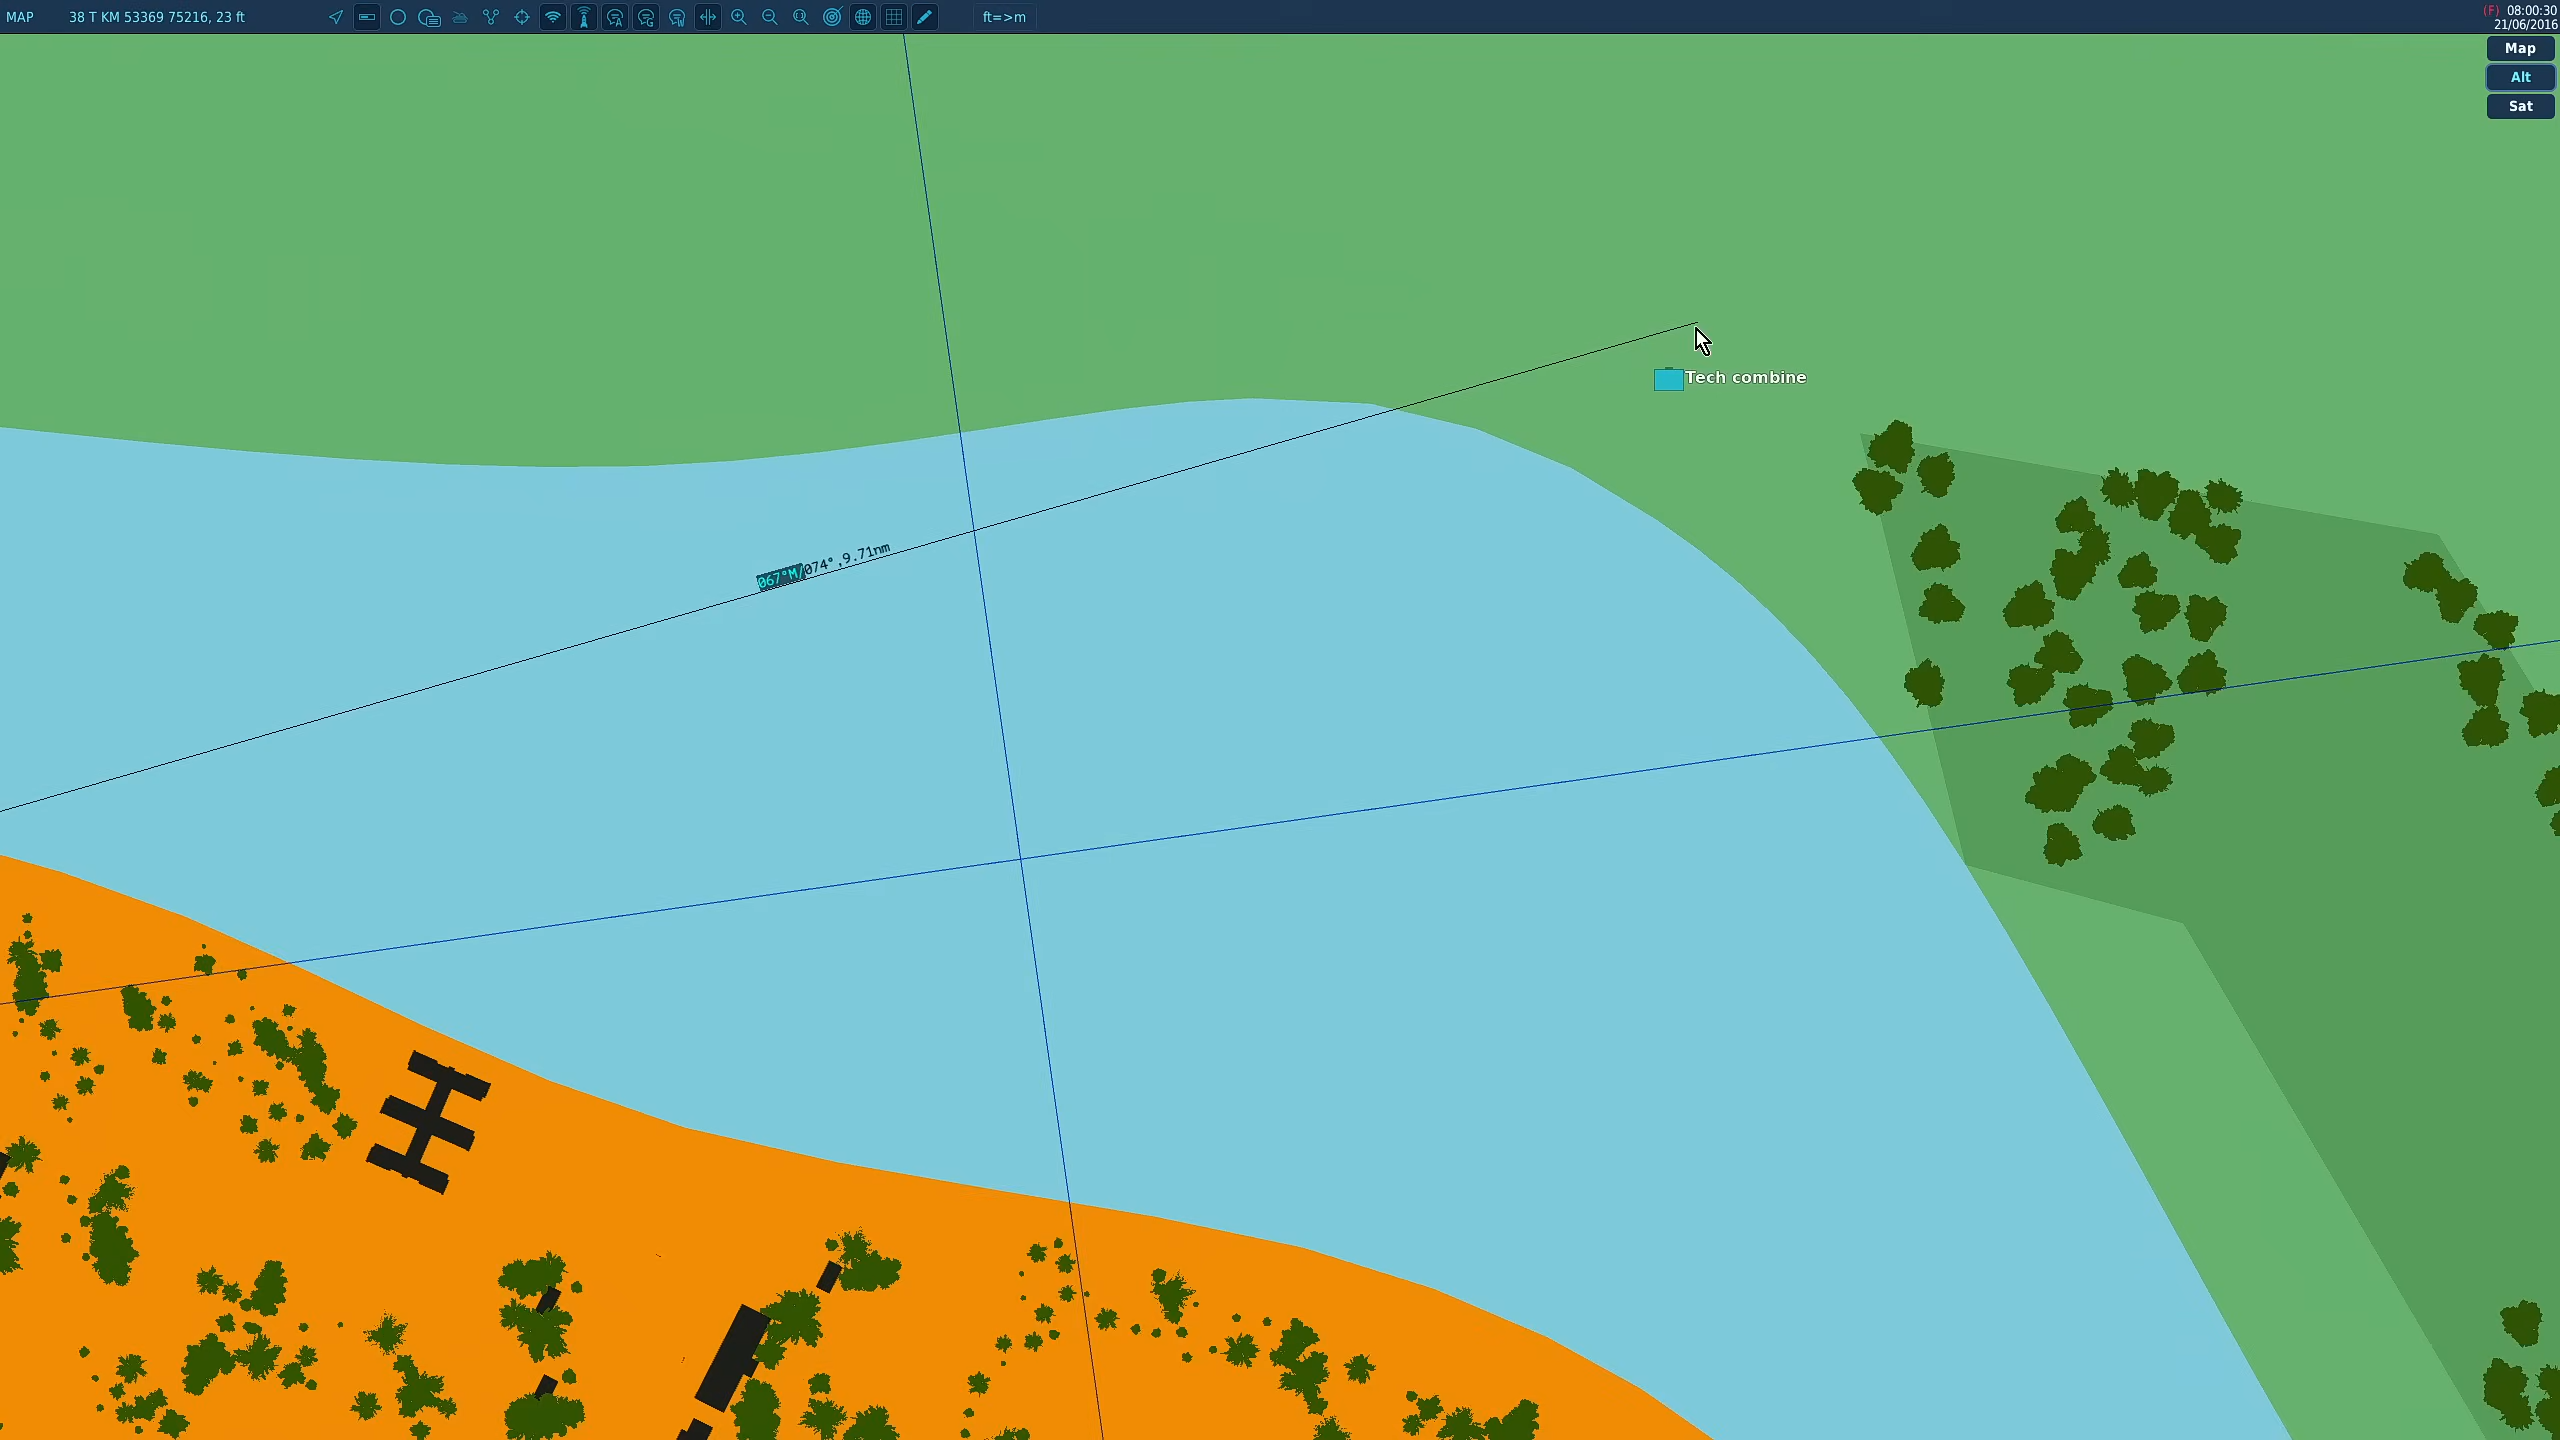 MAP
38 T KM 53369 75216, 23 ft
ft=>m
(F) 08:00:30
21/06/2016
Map
Alt
Sat
Tech combine
067°M/074°,9.71nm